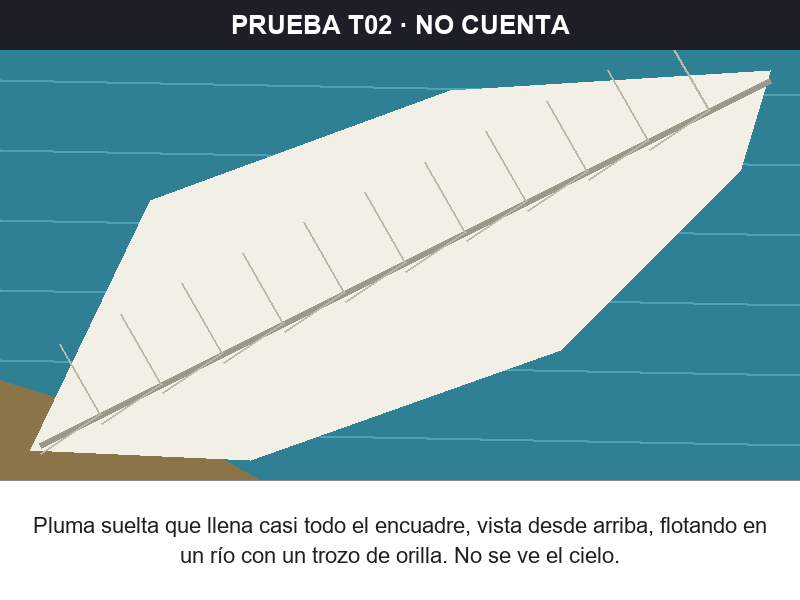 PRUEBA T02 · NO CUENTA
Pluma suelta que llena casi todo el encuadre, vista desde arriba, flotando en
un río con un trozo de orilla. No se ve el cielo.